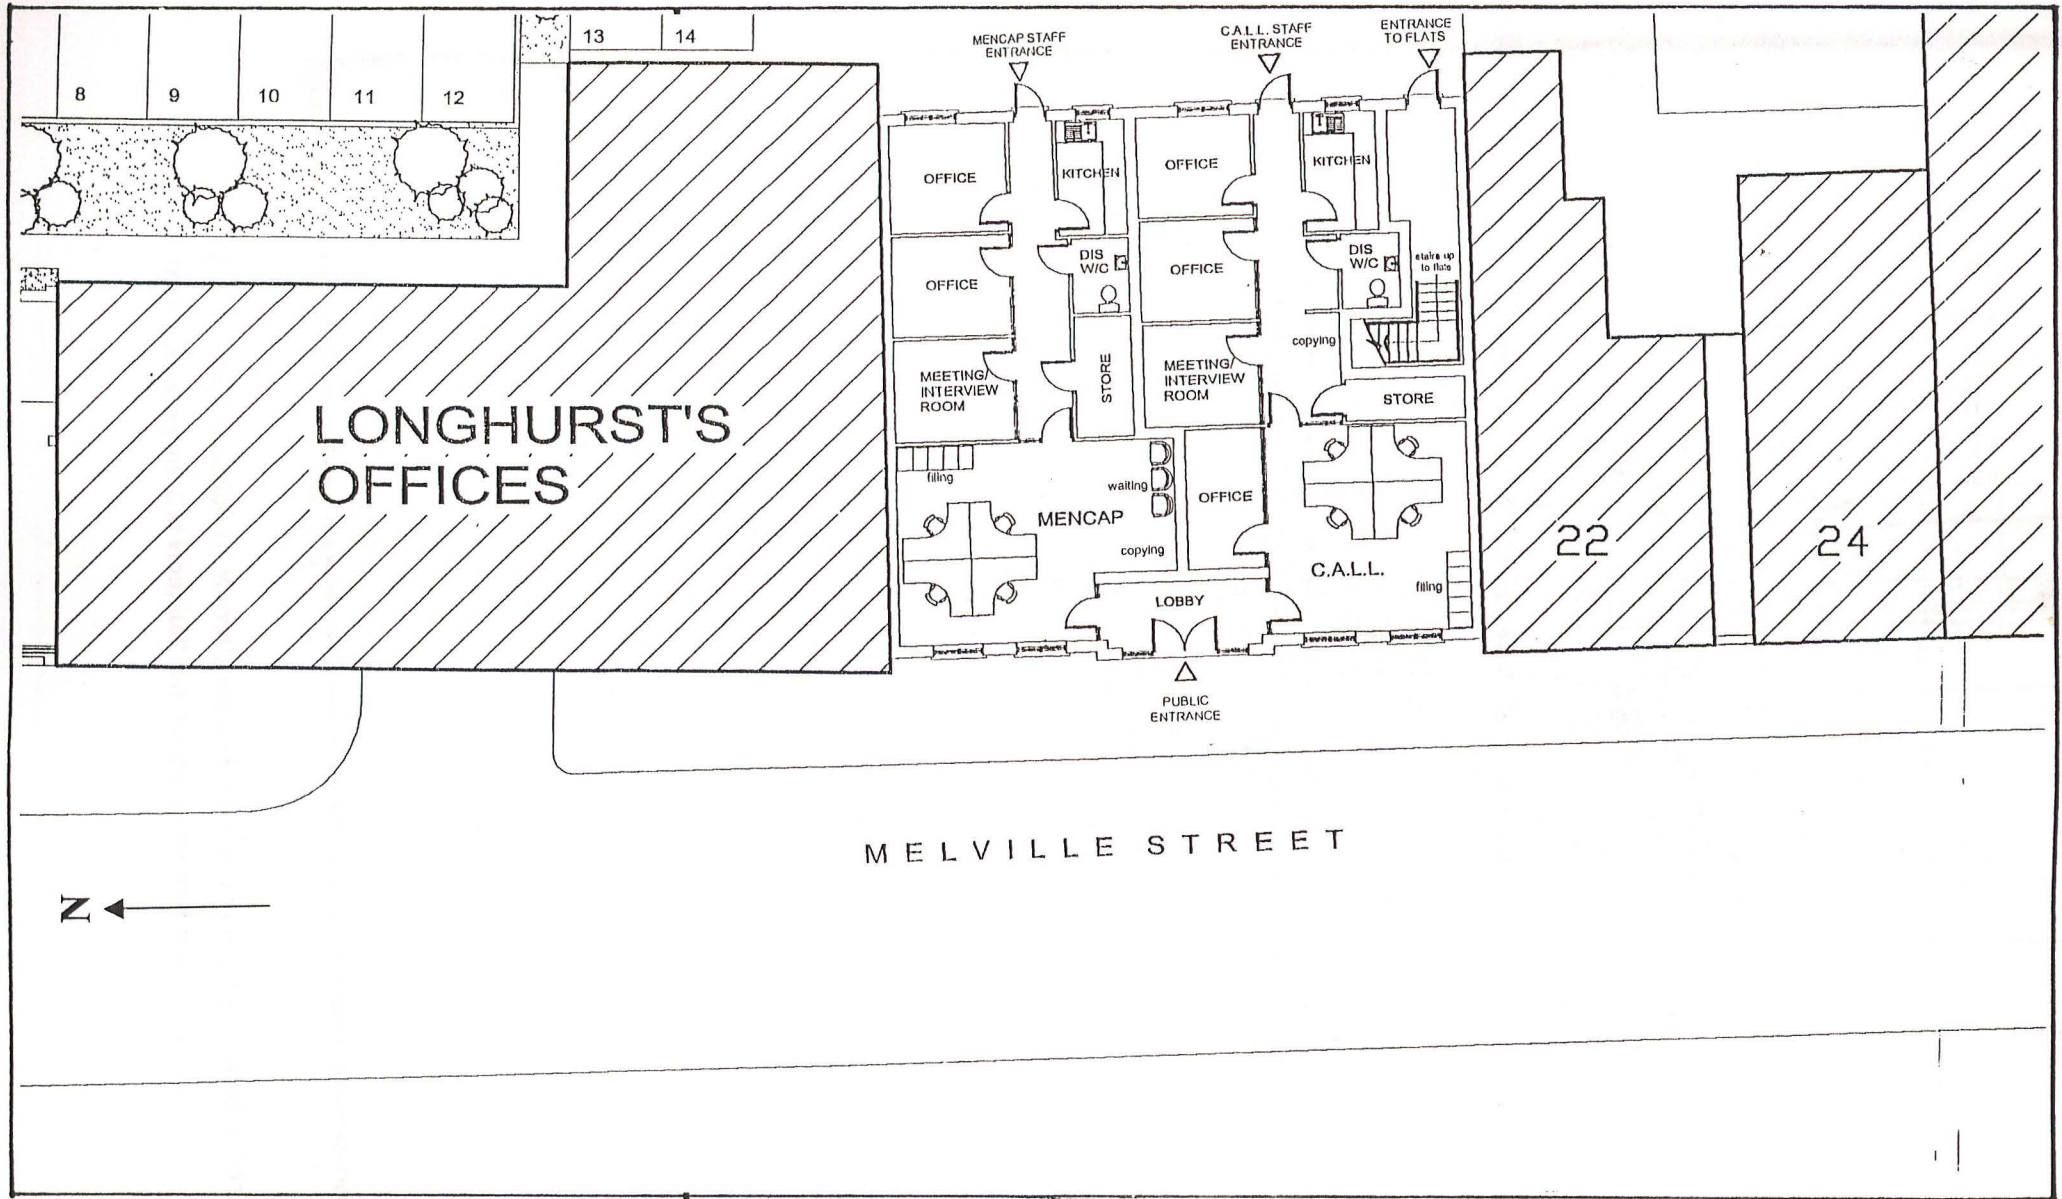 13
14
8
9
10
11
12
MENCAP STAFF
ENTRANCE
C.A.L.L. STAFF
ENTRANCE
ENTRANCE
TO FLATS
OFFICE
KITCHEN
OFFICE
KITCHEN
OFFICE
DIS
W/C
OFFICE
DIS
W/C
stairs up
to flats
MEETING/
INTERVIEW
ROOM
STORE
MEETING/
INTERVIEW
ROOM
copying
STORE
LONGHURST'S
OFFICES
filing
waiting
MENCAP
copying
OFFICE
C.A.L.L.
filing
LOBBY
PUBLIC
ENTRANCE
22
24
MELVILLE STREET
N